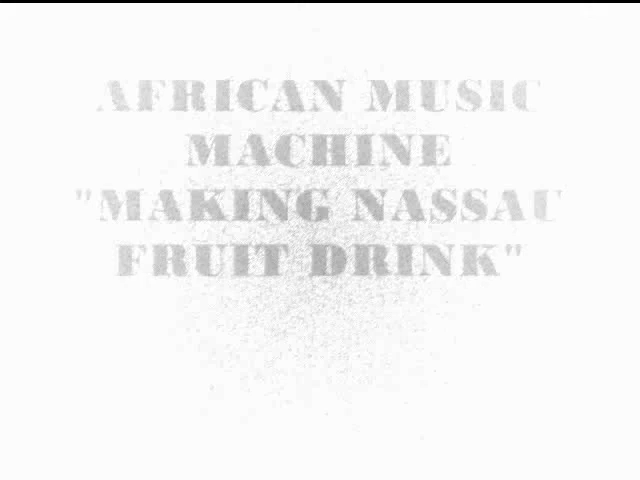 AFRICAN MUSIC
MACHINE
"MAKING NASSAU
FRUIT DRINK"